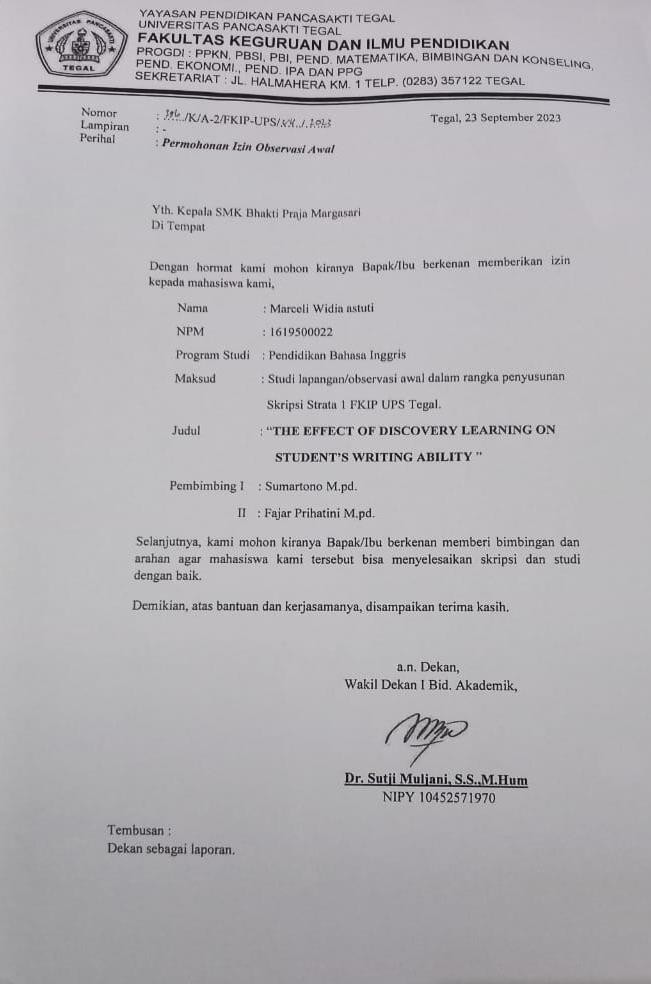 YAYASAN PENDIDIKAN PANCASAKTI TEGAL
UNIVERSITAS PANCASAKTI TEGAL
FAKULTAS KEGURUAN DAN ILMU PENDIDIKAN
PROGDI : PPKN, PBSI, PBI, PEND. MATEMATIKA, BIMBINGAN DAN KONSELING,
PEND. EKONOMI., PEND. IPA DAN PPG
SEKRETARIAT : JL. HALMAHERA KM. 1 TELP. (0283) 357122 TEGAL
UNIVERSITAS PANCASAKTI
TEGAL
Nomor : /K/A-2/FKIP-UPS/ /2023
Tegal, 23 September 2023
Lampiran : -
Perihal : Permohonan Izin Observasi Awal
Yth. Kepala SMK Bhakti Praja Margasari
Di Tempat
Dengan hormat kami mohon kiranya Bapak/Ibu berkenan memberikan izin
kepada mahasiswa kami,
Nama : Marceli Widia astuti
NPM : 1619500022
Program Studi : Pendidikan Bahasa Inggris
Maksud : Studi lapangan/observasi awal dalam rangka penyusunan
Skripsi Strata 1 FKIP UPS Tegal.
Judul : “THE EFFECT OF DISCOVERY LEARNING ON
STUDENT’S WRITING ABILITY ”
Pembimbing I : Sumartono M.pd.
II : Fajar Prihatini M.pd.
Selanjutnya, kami mohon kiranya Bapak/Ibu berkenan memberi bimbingan dan
arahan agar mahasiswa kami tersebut bisa menyelesaikan skripsi dan studi
dengan baik.
Demikian, atas bantuan dan kerjasamanya, disampaikan terima kasih.
a.n. Dekan,
Wakil Dekan I Bid. Akademik,
Dr. Sutji Muljani, S.S.,M.Hum
NIPY 10452571970
Tembusan :
Dekan sebagai laporan.